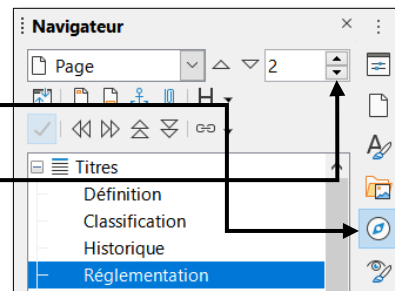 Navigateur
Page 2
Titres
Définition
Classification
Historique
Réglementation